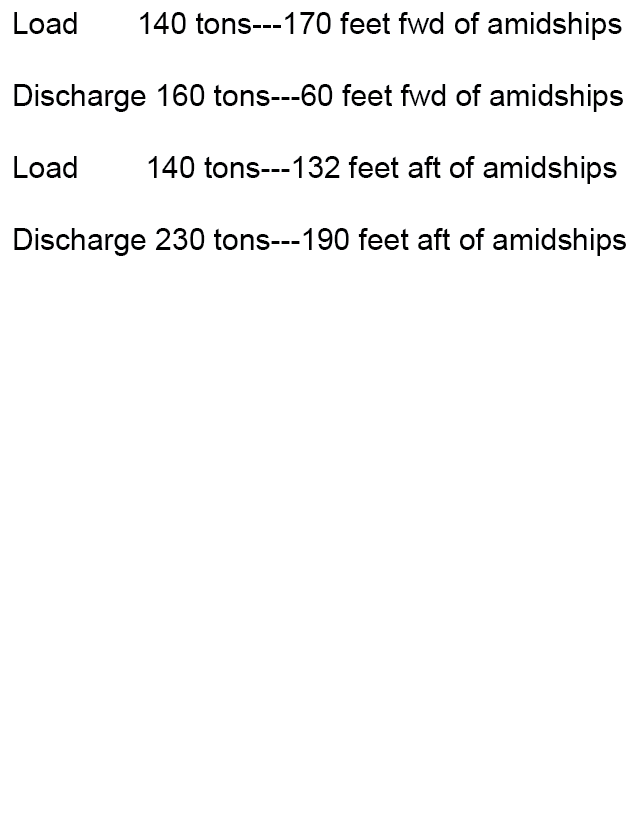 Load 140 tons---170 feet fwd of amidships
Discharge 160 tons---60 feet fwd of amidships
Load 140 tons---132 feet aft of amidships
Discharge 230 tons---190 feet aft of amidships